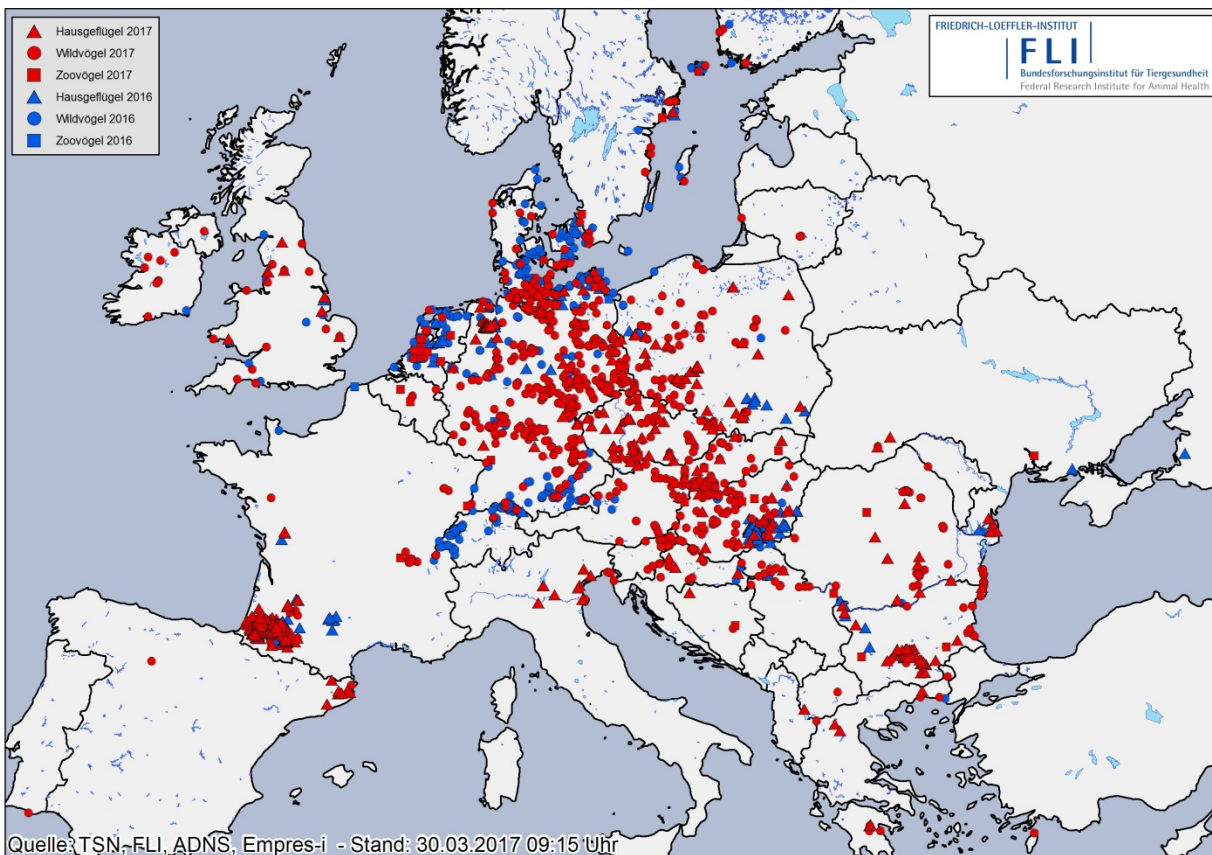 Hausgeflügel 2017
Wildvögel 2017
Zoovögel 2017
Hausgeflügel 2016
Wildvögel 2016
Zoovögel 2016
FRIEDRICH-LOEFFLER-INSTITUT
FLI
Bundesforschungsinstitut für Tiergesundheit
Federal Research Institute for Animal Health
Quelle: TSN, FLI, ADNS, Empres-i - Stand: 30.03.2017 09:15 Uhr